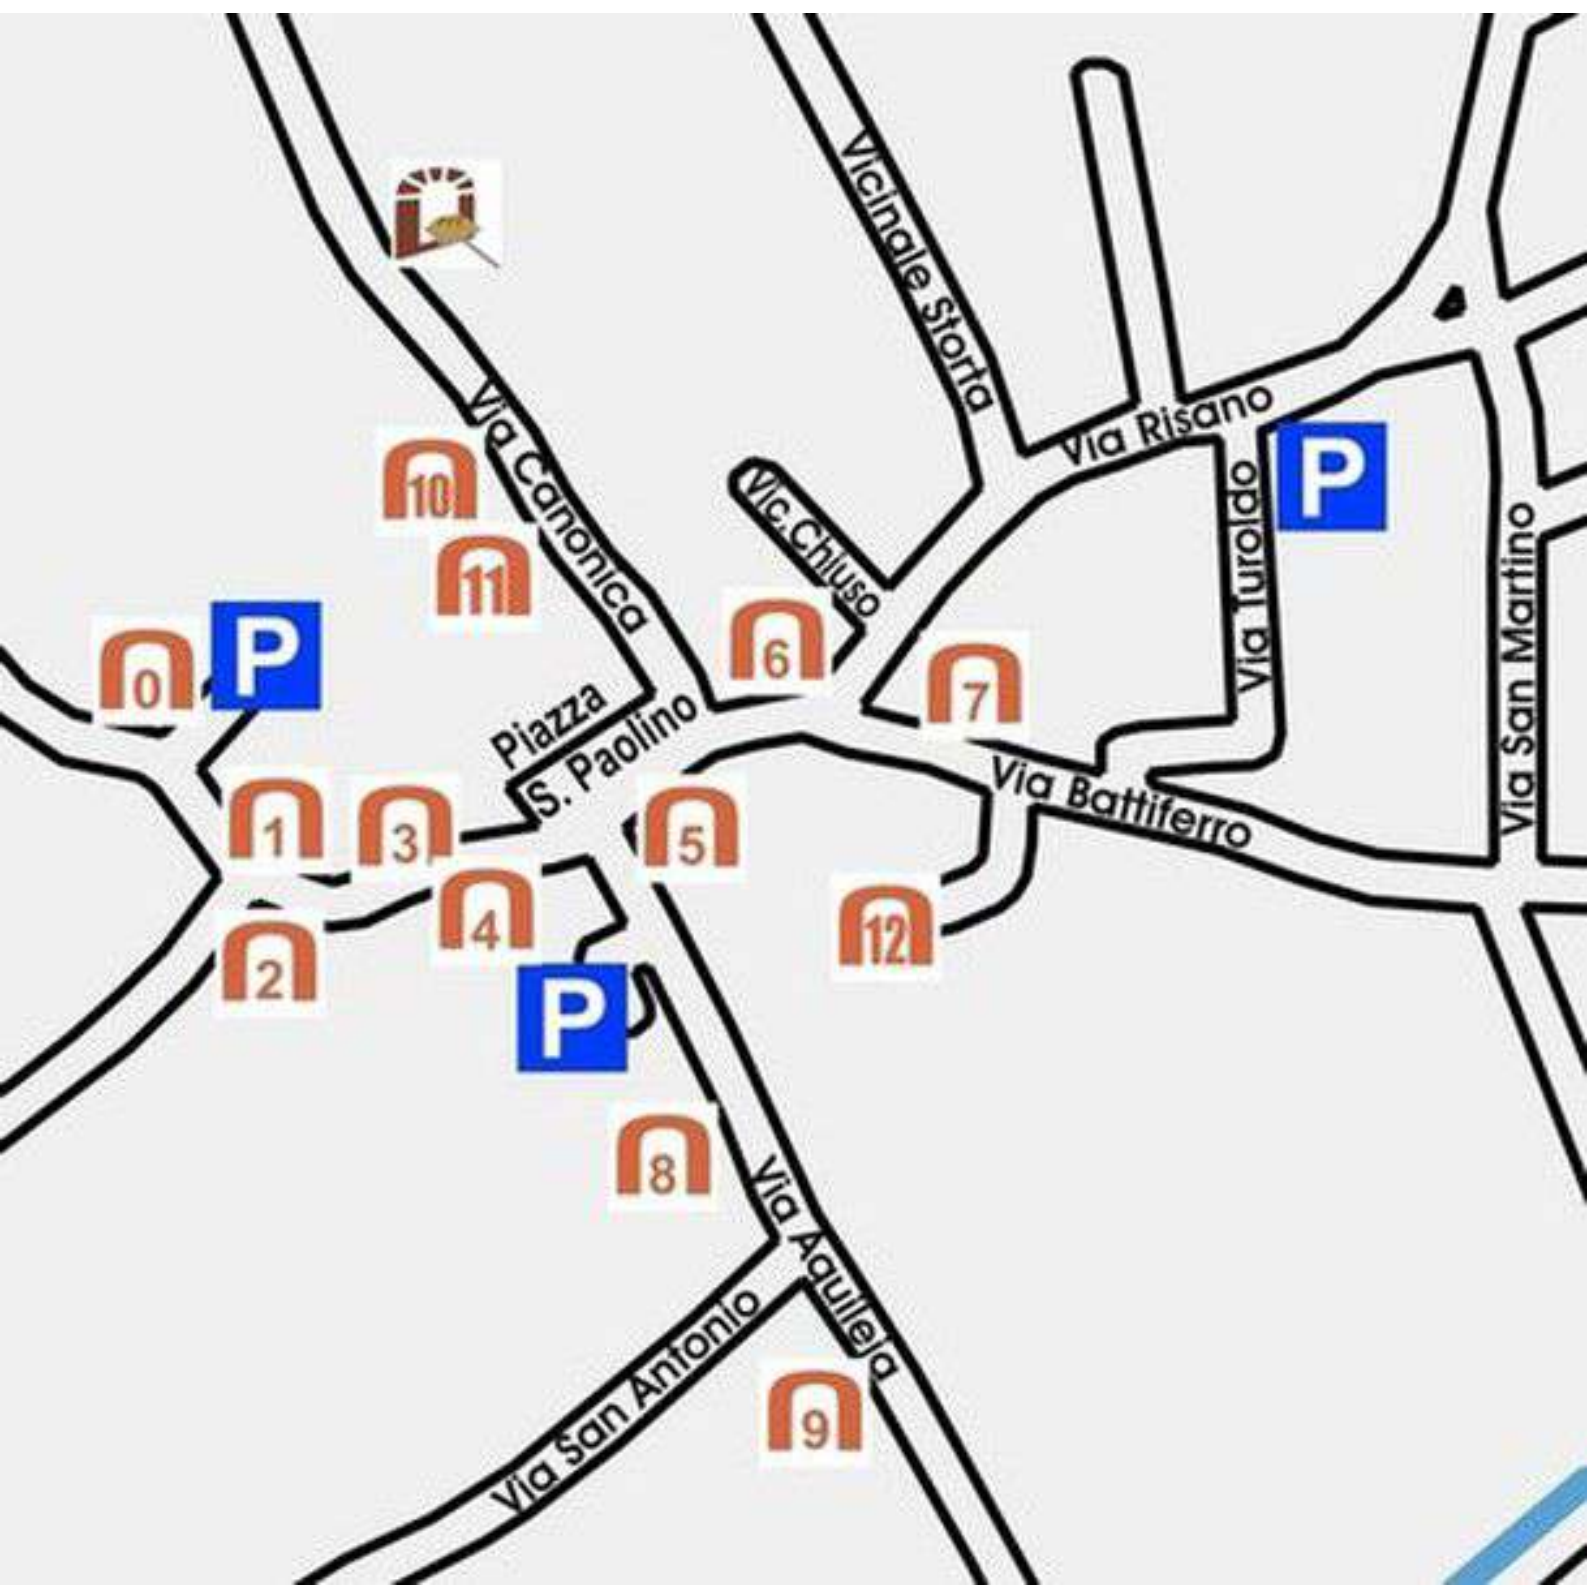 Vicinale Storta
Via Canonica
Via Risano
P
10
Vic. Chiuso
Via Turoldo
Via San Martino
11
0
P
6
7
Piazza
S. Paolino
1
3
5
Via Battiferro
4
12
2
P
8
Via Aquileja
Via San Antonio
9